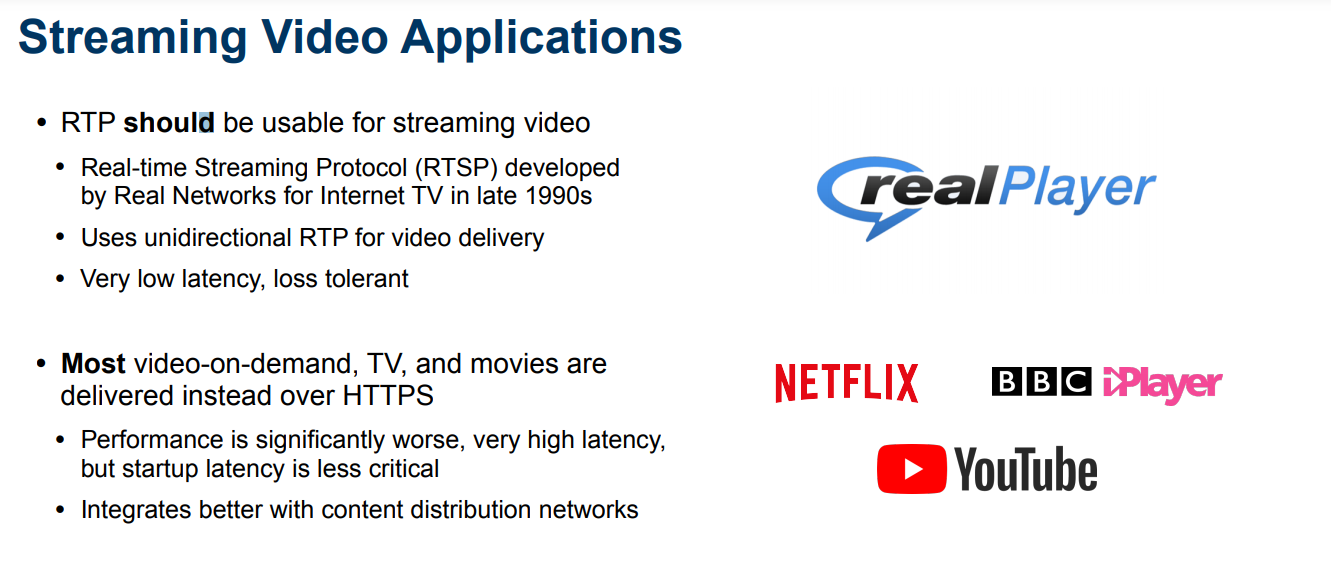 Streaming Video Applications
• RTP should be usable for streaming video
• Real-time Streaming Protocol (RTSP) developed
by Real Networks for Internet TV in late 1990s
• Uses unidirectional RTP for video delivery
• Very low latency, loss tolerant
realPlayer
• Most video-on-demand, TV, and movies are
delivered instead over HTTPS
• Performance is significantly worse, very high latency,
but startup latency is less critical
• Integrates better with content distribution networks
NETFLIX
BBC iPlayer
YouTube